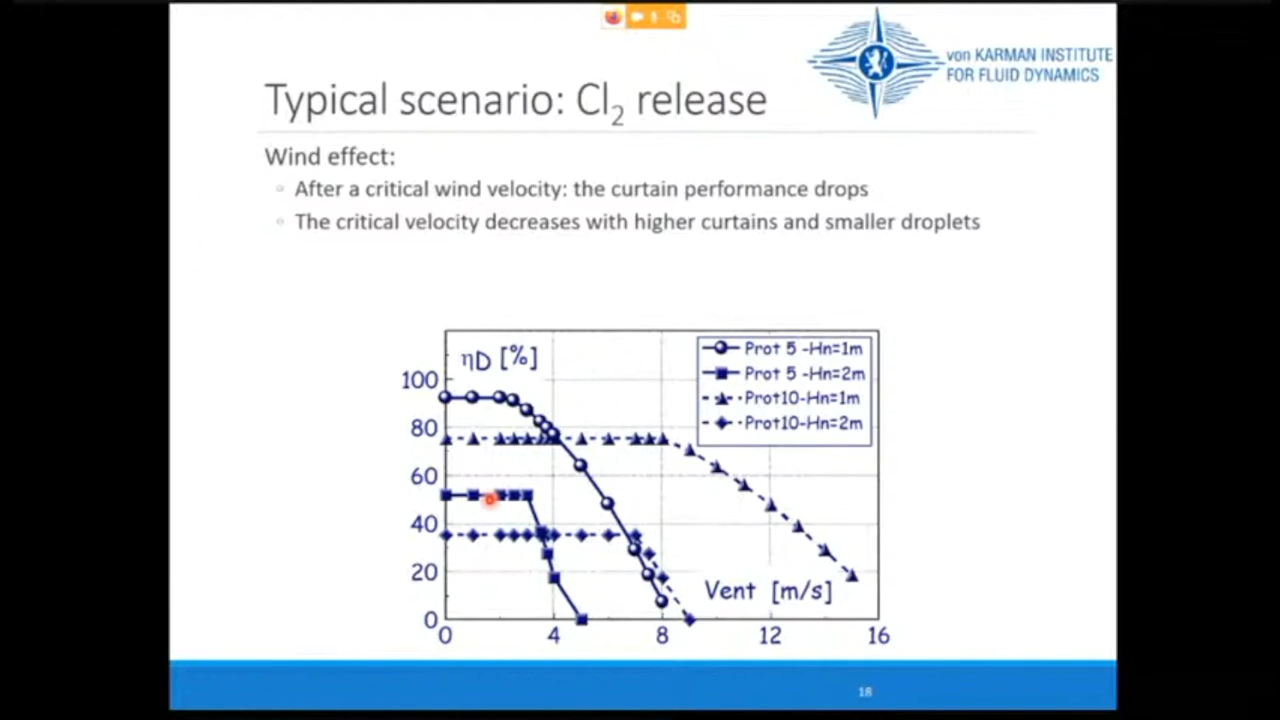 von KARMAN INSTITUTE
FOR FLUID DYNAMICS
Typical scenario: Cl₂ release
Wind effect:
After a critical wind velocity: the curtain performance drops
The critical velocity decreases with higher curtains and smaller droplets
ηD [%]
Prot 5 -Hn=1m
Prot 5 -Hn=2m
Prot10-Hn=1m
Prot10-Hn=2m
100
80
60
40
20
0
Vent [m/s]
0 4 8 12 16
18